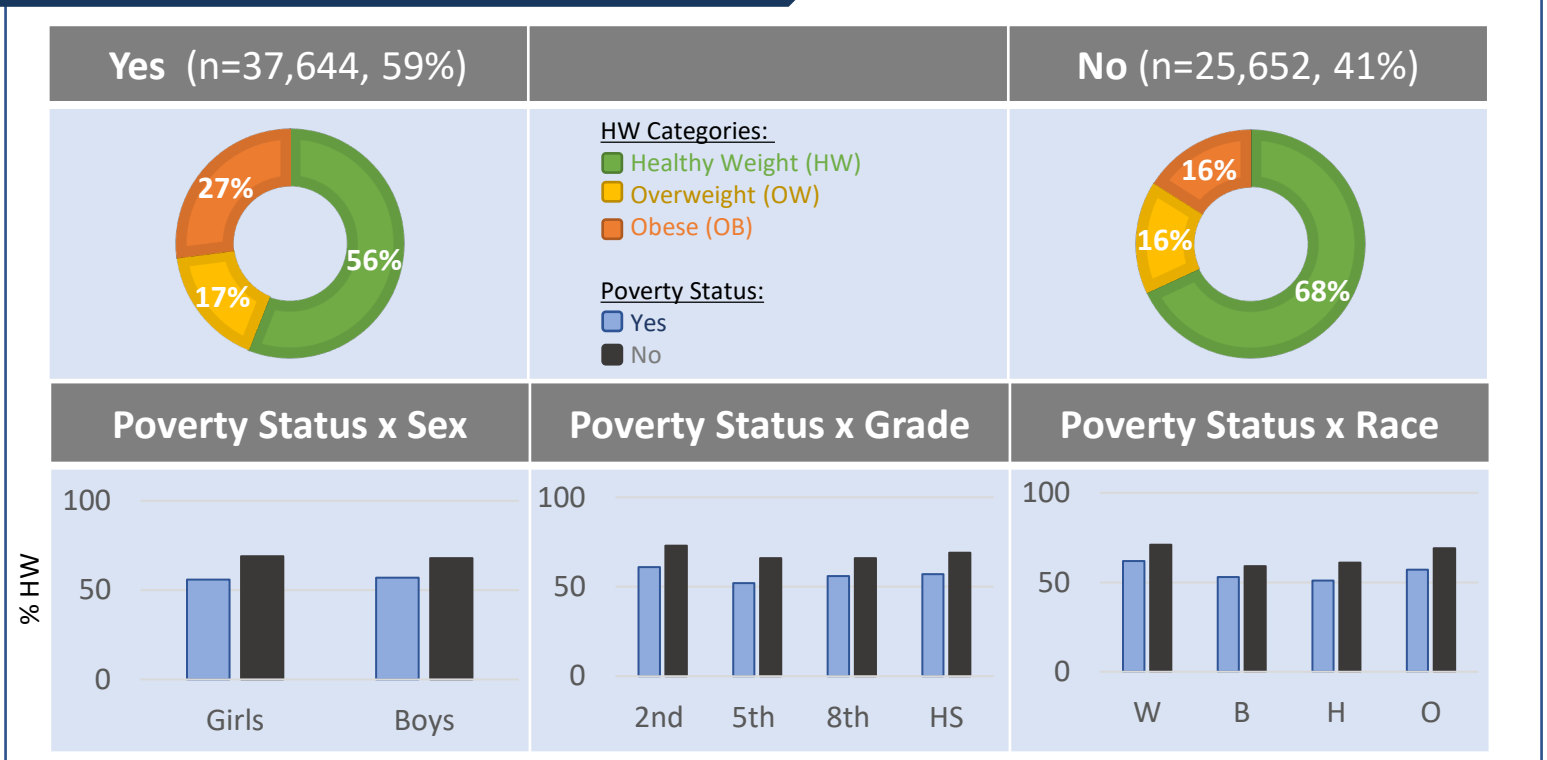 Yes (n=37,644, 59%)
No (n=25,652, 41%)
27%
56%
17%
HW Categories:
Healthy Weight (HW)
Overweight (OW)
Obese (OB)
Poverty Status:
Yes
No
16%
16%
68%
Poverty Status x Sex
Poverty Status x Grade
Poverty Status x Race
% HW
100
50
0
Girls Boys
100
50
0
2nd 5th 8th HS
100
50
0
W B H O